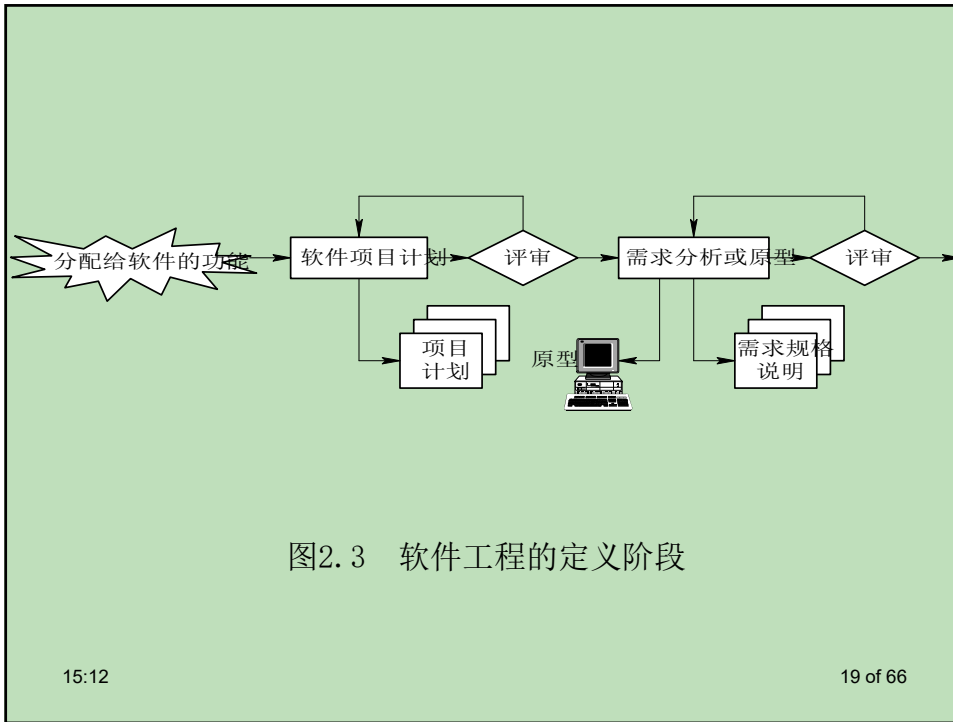 分配给软件的功能
软件项目计划
评审
需求分析或原型
评审
项目
计划
原型
需求规格
说明
图2.3 软件工程的定义阶段
15:12
19 of 66